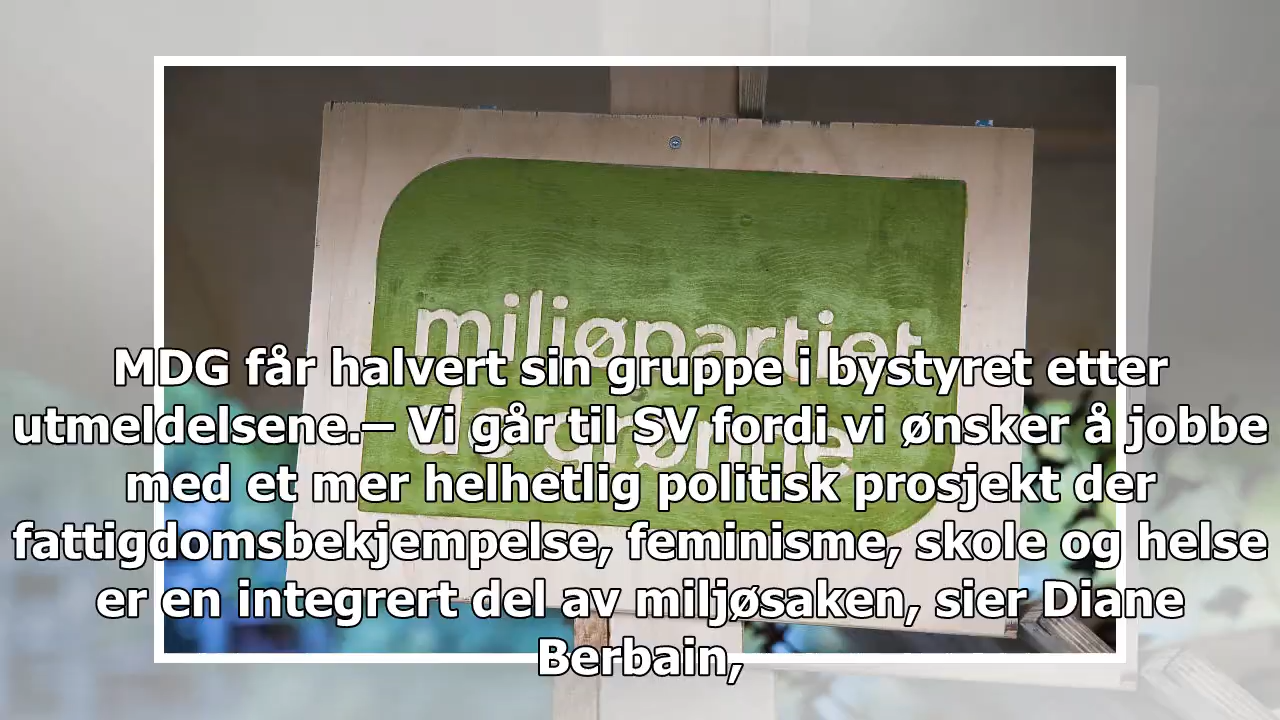 miljøpartiet
de grønne
MDG får halvert sin gruppe i bystyret etter
utmeldelsene.– Vi går til SV fordi vi ønsker å jobbe
med et mer helhetlig politisk prosjekt der
fattigdomsbekjempelse, feminisme, skole og helse
er en integrert del av miljøsaken, sier Diane
Berbain,